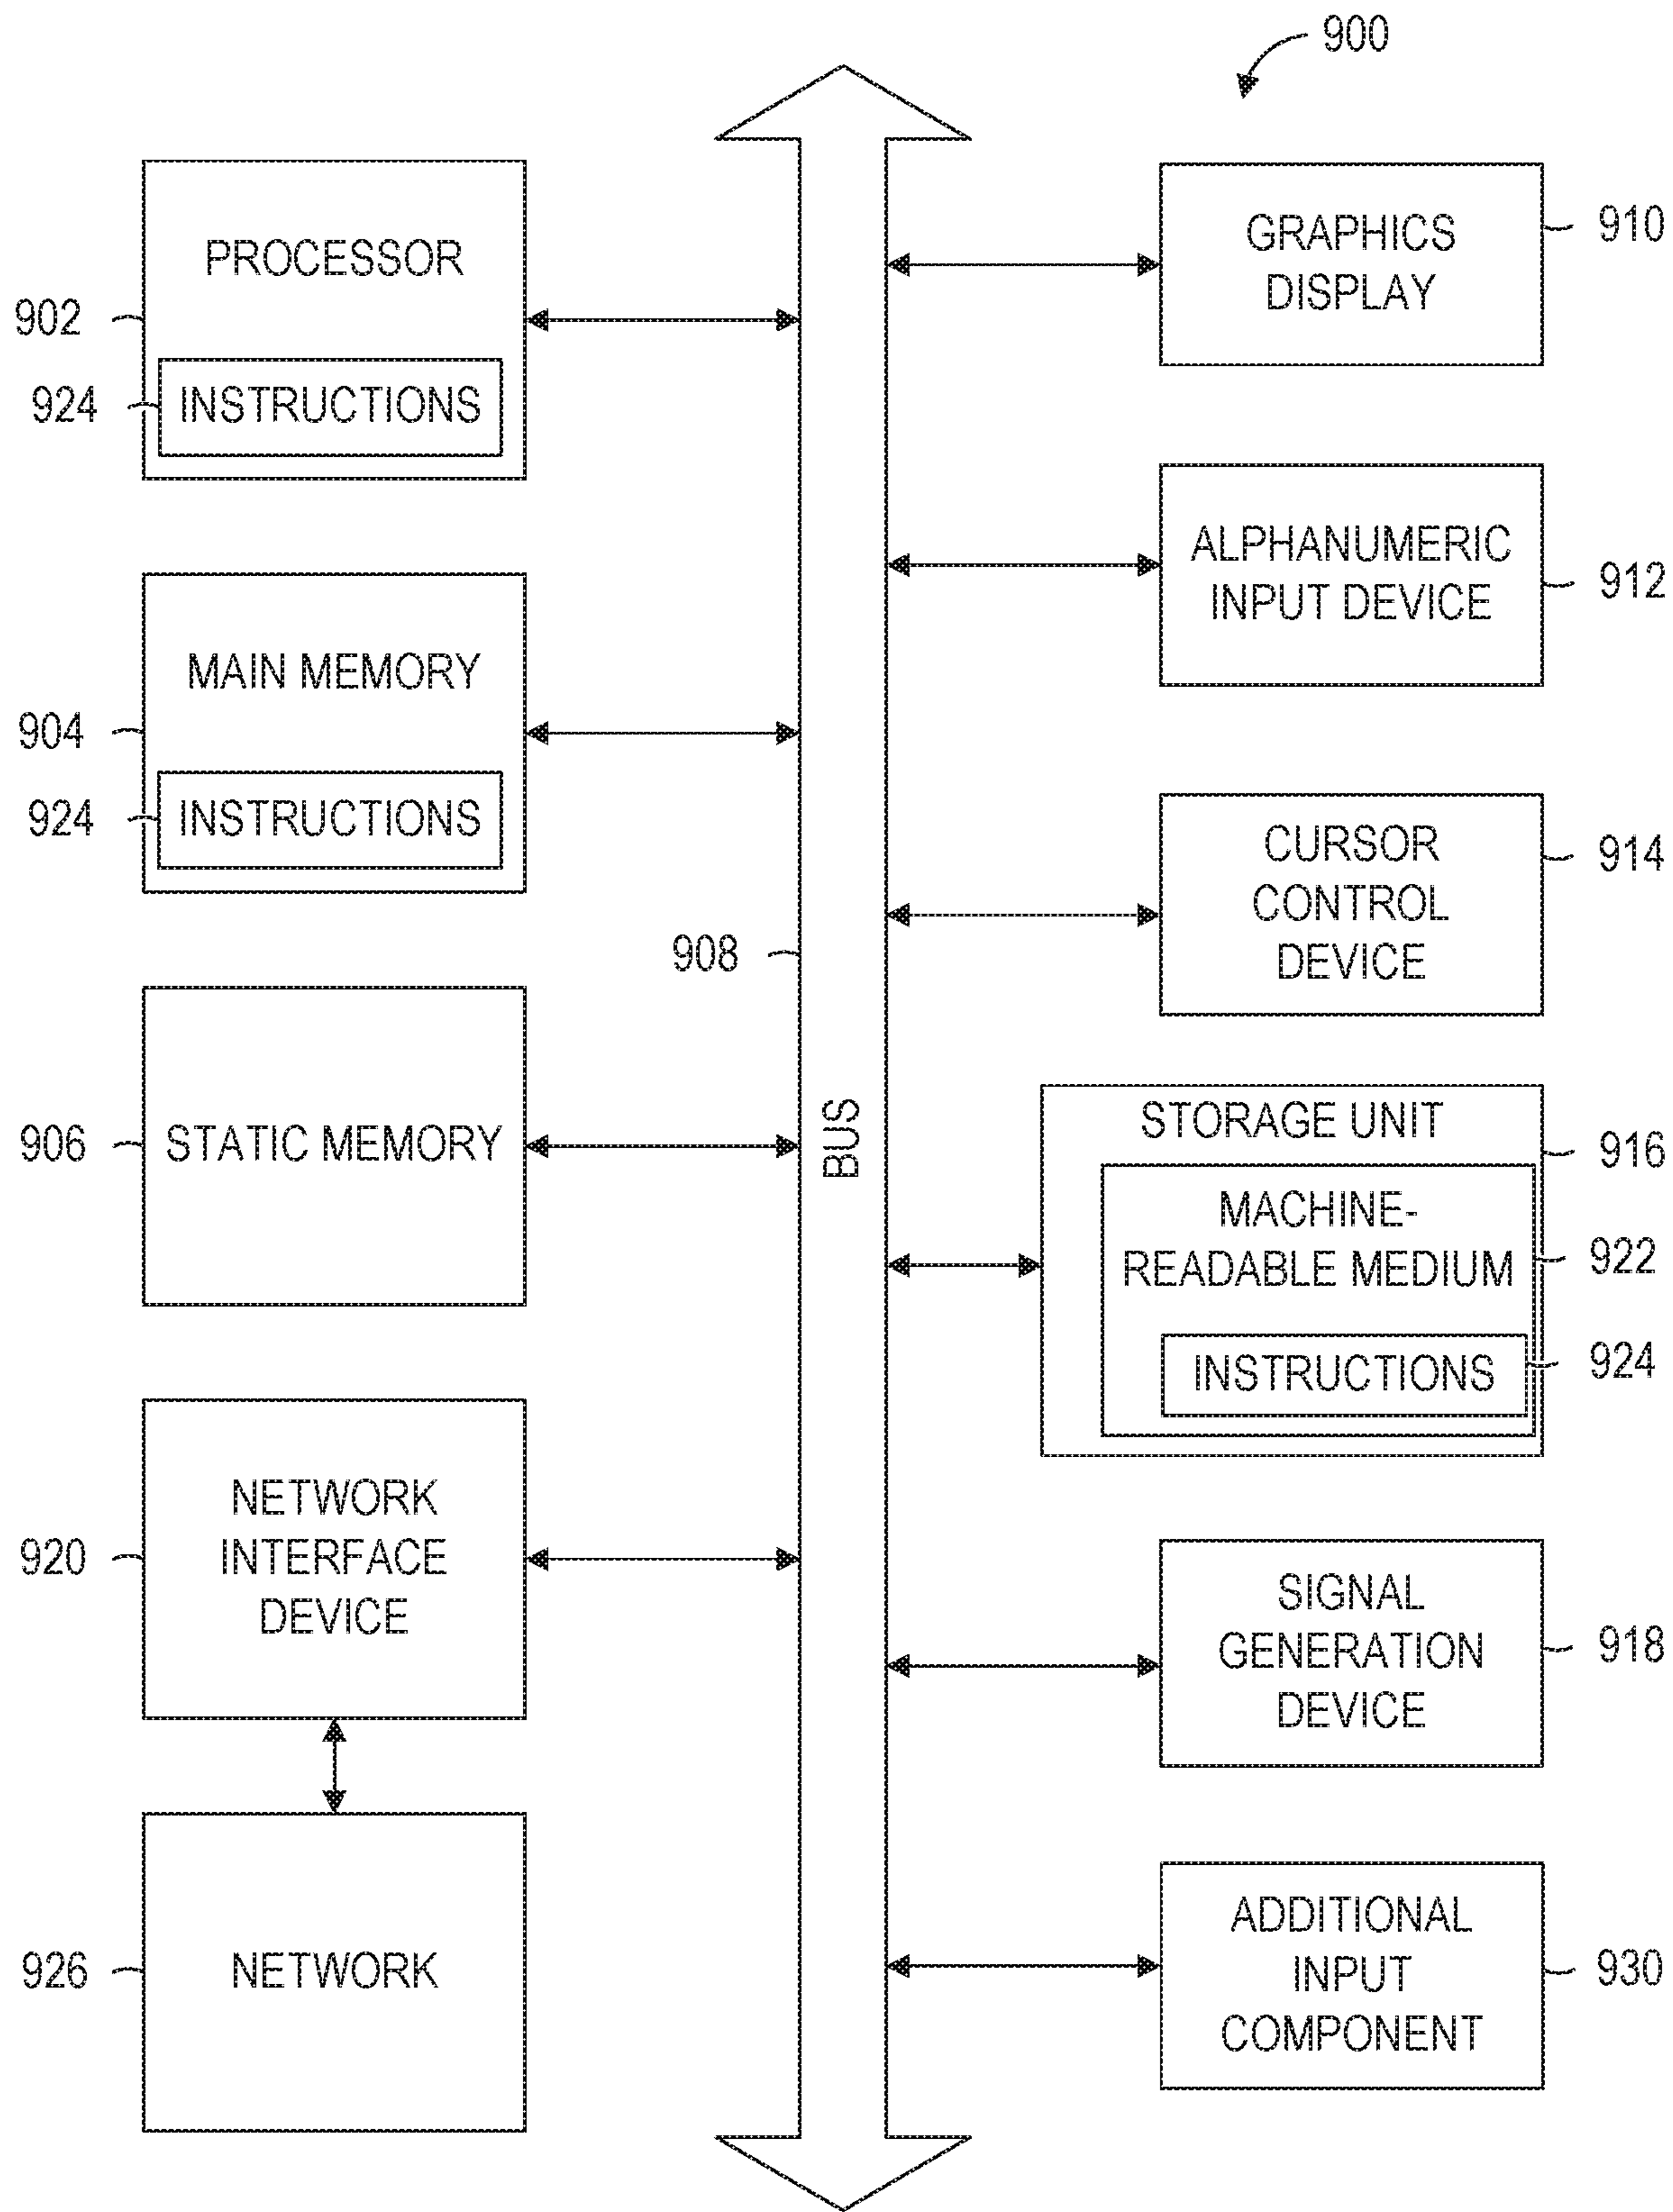 900
PROCESSOR
902
924
INSTRUCTIONS
MAIN MEMORY
904
924
INSTRUCTIONS
906
STATIC MEMORY
NETWORK
INTERFACE
DEVICE
920
926
NETWORK
908
BUS
GRAPHICS
DISPLAY
910
ALPHANUMERIC
INPUT DEVICE
912
CURSOR
CONTROL
DEVICE
914
STORAGE UNIT
916
MACHINE-
READABLE MEDIUM
922
INSTRUCTIONS
924
SIGNAL
GENERATION
DEVICE
918
ADDITIONAL
INPUT
COMPONENT
930